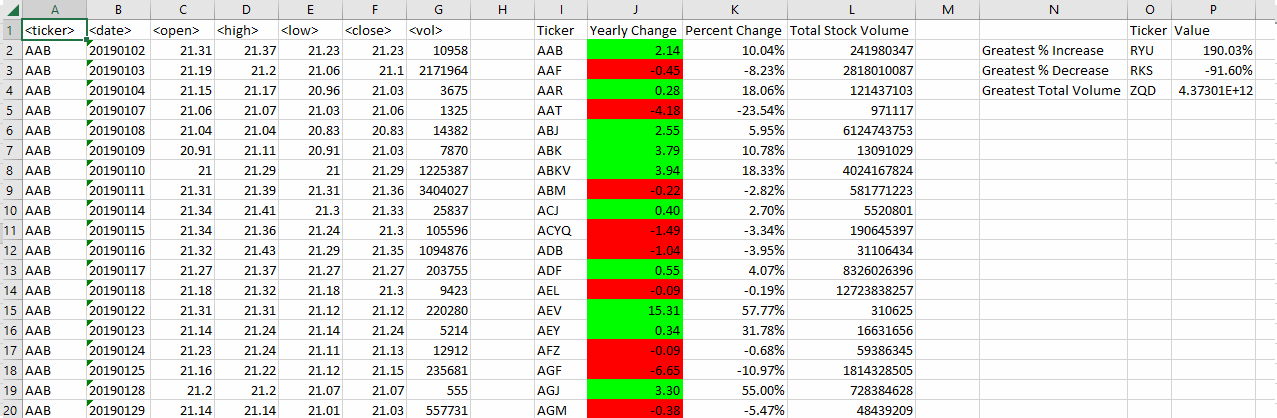 A B C D E F G H I J K L M N O P
1 <ticker> <date> <open> <high> <low> <close> <vol> Ticker Yearly Change Percent Change Total Stock Volume Ticker Value
2 AAB 20190102 21.31 21.37 21.23 21.23 10958 AAB 2.14 10.04% 241980347 Greatest % Increase RYU 190.03%
3 AAB 20190103 21.19 21.2 21.06 21.1 2171964 AAF -0.45 -8.23% 2818010087 Greatest % Decrease RKS -91.60%
4 AAB 20190104 21.15 21.17 20.96 21.03 3675 AAR 0.28 18.06% 121437103 Greatest Total Volume ZQD 4.37301E+12
5 AAB 20190107 21.06 21.07 21.03 21.06 1325 AAT -4.18 -23.54% 971117
6 AAB 20190108 21.04 21.04 20.83 20.83 14382 ABJ 2.55 5.95% 6124743753
7 AAB 20190109 20.91 21.11 20.91 21.03 7870 ABK 3.79 10.78% 13091029
8 AAB 20190110 21 21.29 21 21.29 1225387 ABKV 3.94 18.33% 4024167824
9 AAB 20190111 21.31 21.39 21.31 21.36 3404027 ABM -0.22 -2.82% 581771223
10 AAB 20190114 21.34 21.41 21.3 21.33 25837 ACJ 0.40 2.70% 5520801
11 AAB 20190115 21.34 21.36 21.24 21.3 105596 ACYQ -1.49 -3.34% 190645397
12 AAB 20190116 21.32 21.43 21.29 21.35 1094876 ADB -1.04 -3.95% 31106434
13 AAB 20190117 21.27 21.37 21.27 21.27 203755 ADF 0.55 4.07% 8326026396
14 AAB 20190118 21.18 21.32 21.18 21.3 9423 AEL -0.09 -0.19% 12723838257
15 AAB 20190122 21.31 21.31 21.12 21.12 220280 AEV 15.31 57.77% 310625
16 AAB 20190123 21.14 21.24 21.14 21.24 5214 AEY 0.34 31.78% 16631656
17 AAB 20190124 21.23 21.24 21.11 21.13 12912 AFZ -0.09 -0.68% 59386345
18 AAB 20190125 21.16 21.22 21.12 21.15 235681 AGF -6.65 -10.97% 1814328505
19 AAB 20190128 21.2 21.2 21.07 21.07 555 AGJ 3.30 55.00% 728384628
20 AAB 20190129 21.14 21.14 21.01 21.03 557731 AGM -0.38 -5.47% 48439209